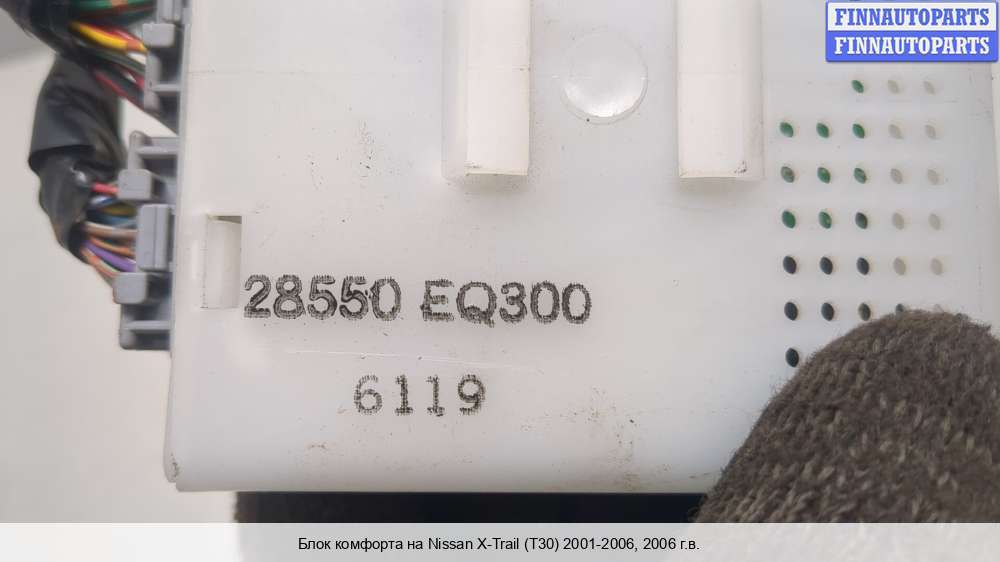 FINNAUTOPARTS
FINNAUTOPARTS
28550 EQ300
6119
Блок комфорта на Nissan X-Trail (T30) 2001-2006, 2006 г.в.